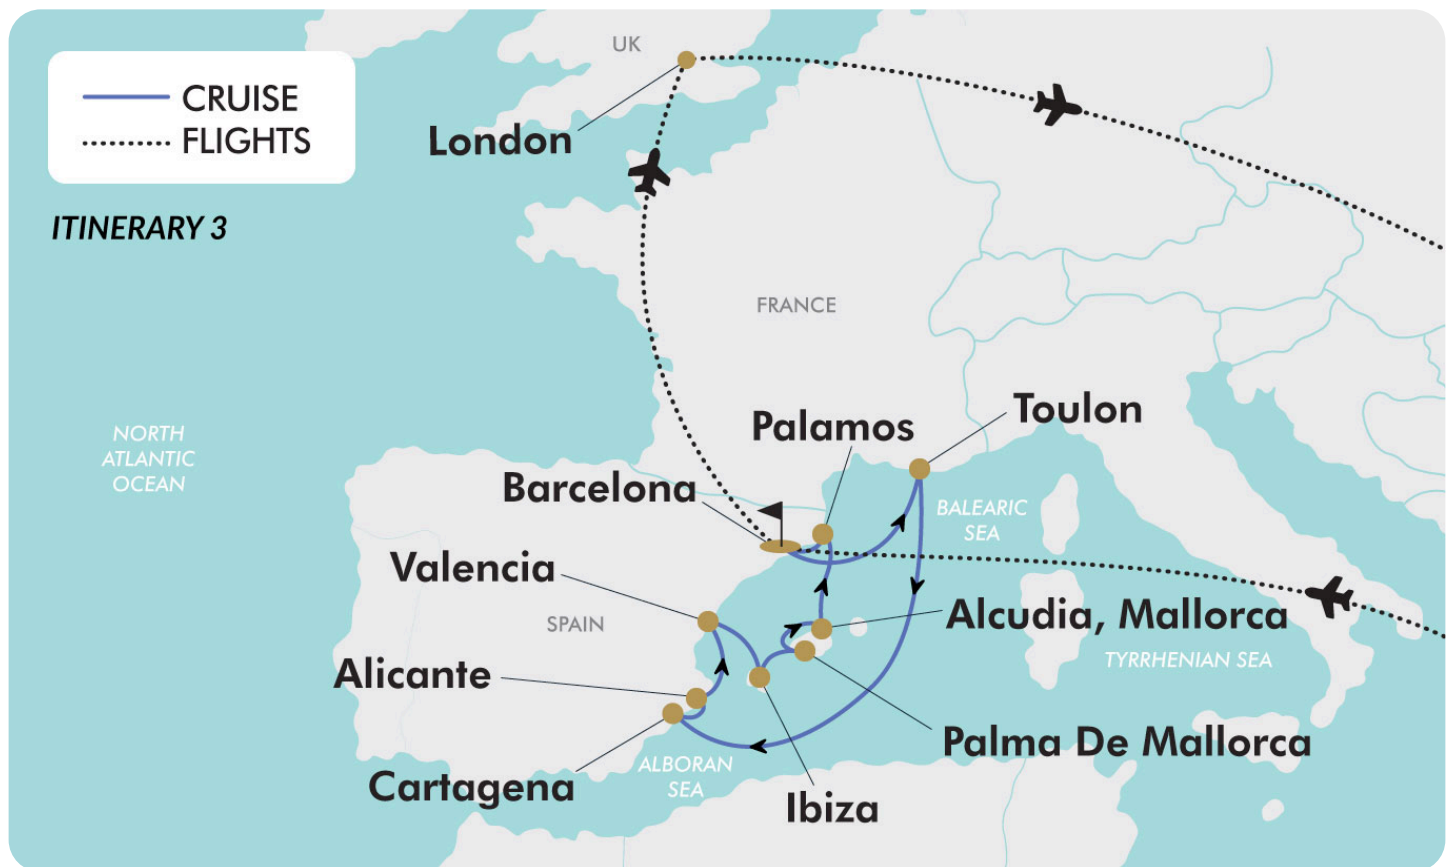 CRUISE
FLIGHTS
ITINERARY 3
UK
London
FRANCE
NORTH
ATLANTIC
OCEAN
Toulon
Palamos
Barcelona
BALEARIC
SEA
Valencia
SPAIN
Alcudia, Mallorca
TYRRHENIAN SEA
Alicante
Palma De Mallorca
Cartagena
ALBORAN
SEA
Ibiza